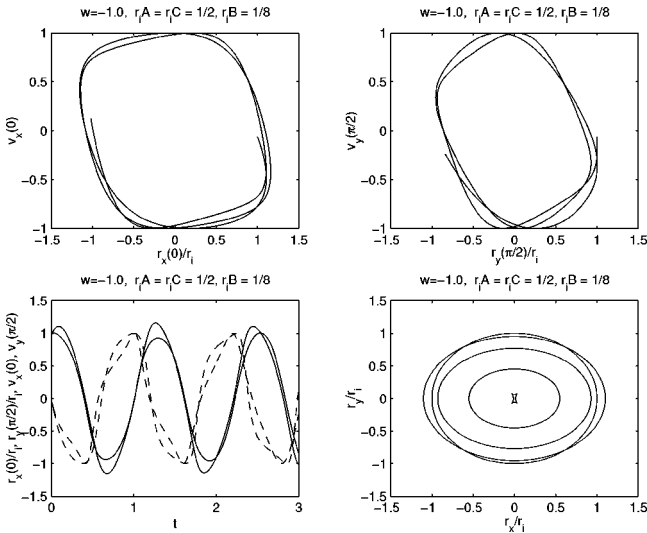 w=−1.0, r_iA = r_iC = 1/2, r_iB = 1/8
w=−1.0, r_iA = r_iC = 1/2, r_iB = 1/8
1
0.5
0
−0.5
−1
v_x(0)
−1.5 −1 −0.5 0 0.5 1 1.5
r_x(0)/r_i
1
0.5
0
−0.5
−1
v_y(π/2)
−1.5 −1 −0.5 0 0.5 1 1.5
r_y(π/2)/r_i
w=−1.0, r_iA = r_iC = 1/2, r_iB = 1/8
w=−1.0, r_iA = r_iC = 1/2, r_iB = 1/8
1.5
1
0.5
0
−0.5
−1
−1.5
r_x(0)/r_i, r_y(π/2)/r_i, v_x(0), v_y(π/2)
0 1 2 3
t
1.5
1
0.5
0
−0.5
−1
−1.5
r_y/r_i
−1.5 −1 −0.5 0 0.5 1 1.5
r_x/r_i